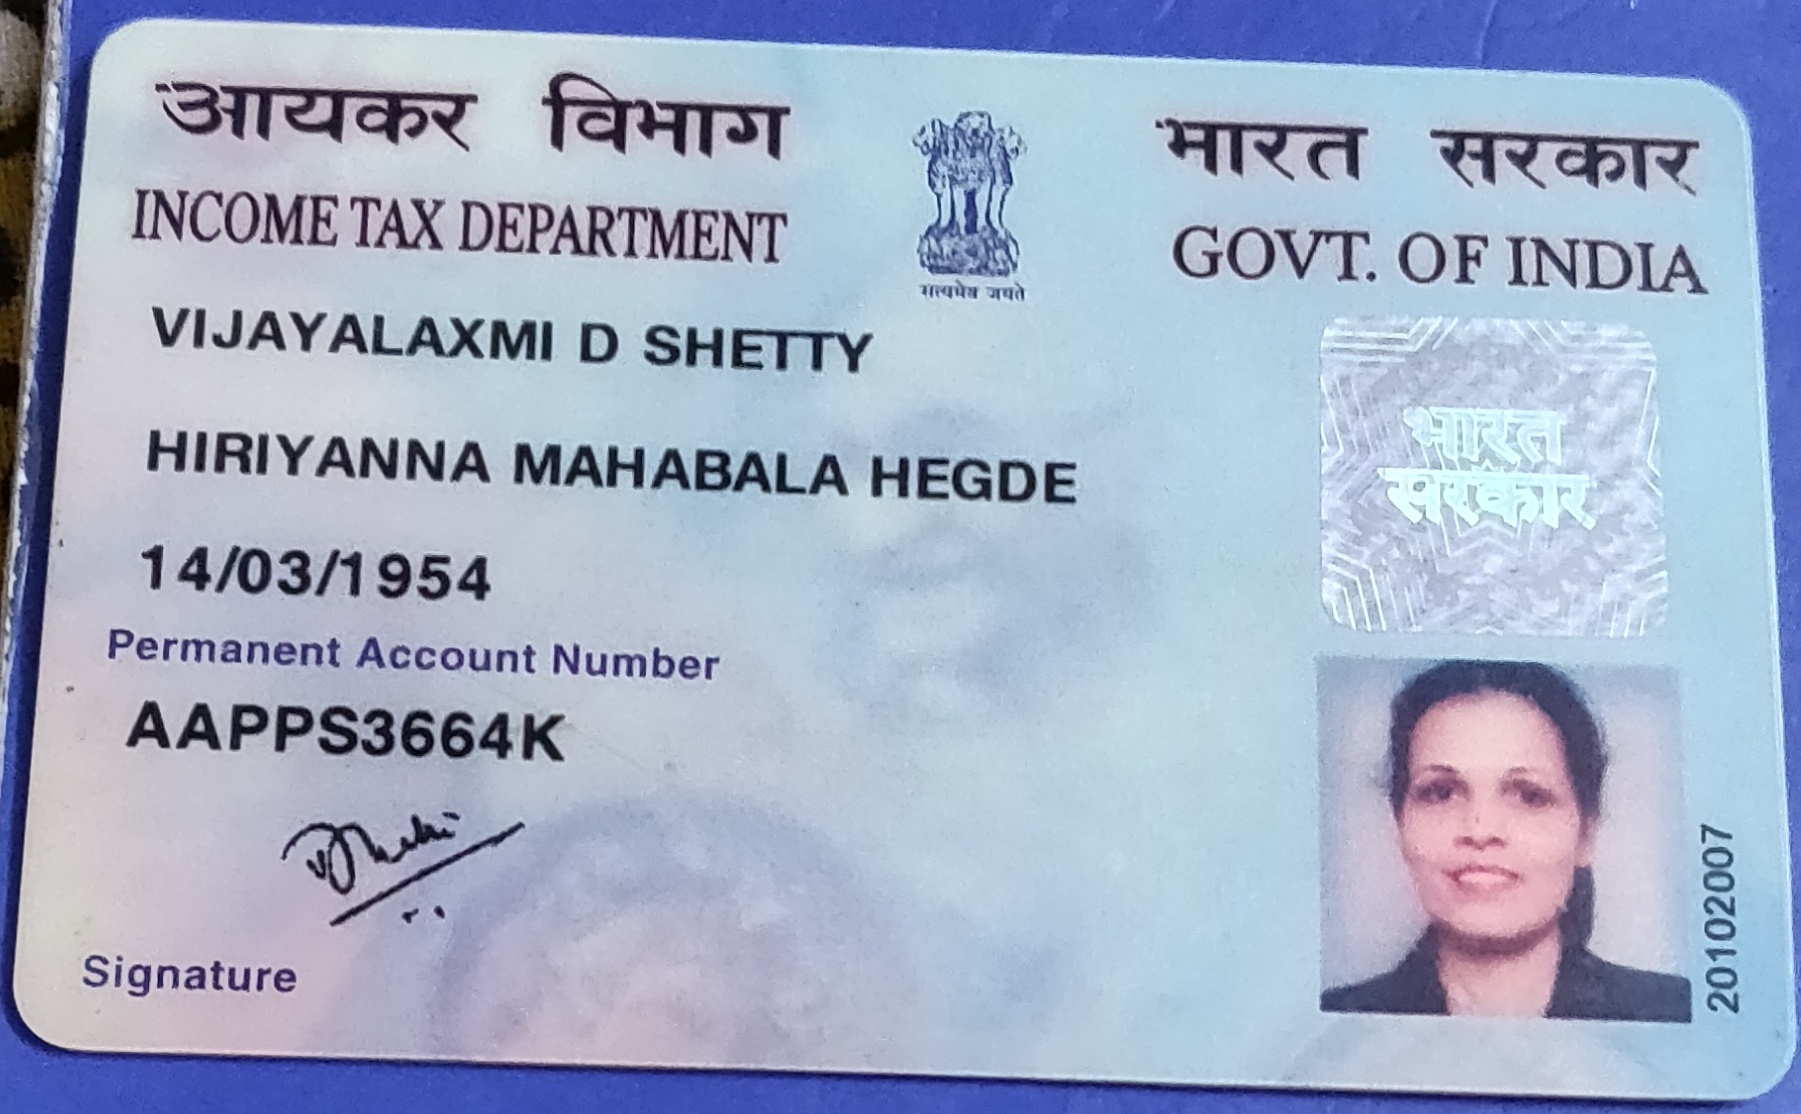 आयकर विभाग
INCOME TAX DEPARTMENT
भारत सरकार
GOVT. OF INDIA
सत्यमेव जयते
VIJAYALAXMI D SHETTY
HIRIYANNA MAHABALA HEGDE
14/03/1954
Permanent Account Number
AAPPS3664K
Signature
भारत
सरकार
20102007